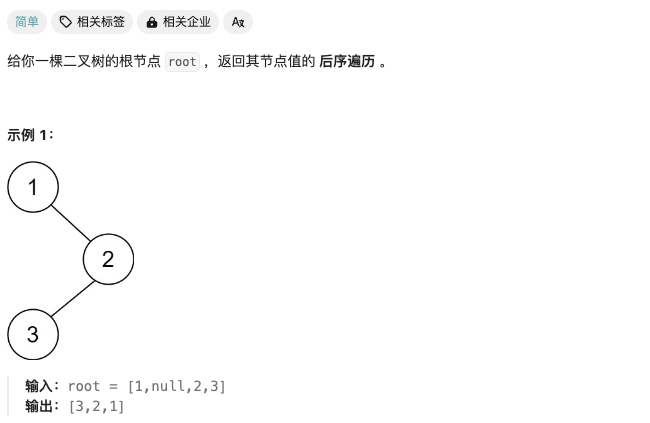 简单 相关标签 相关企业 A文
给你一棵二叉树的根节点 root ，返回其节点值的 后序遍历 。
示例 1：
1
2
3
输入：root = [1,null,2,3]
输出：[3,2,1]